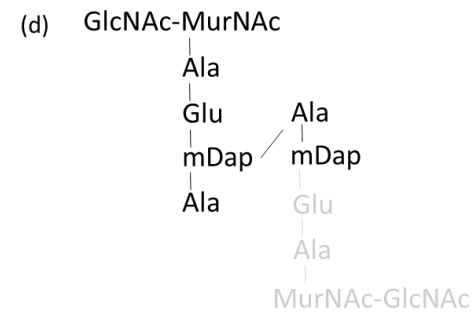 (d) GlcNAc-MurNAc
Ala
Glu Ala
mDap mDap
Ala Glu
Ala
MurNAc-GlcNAc